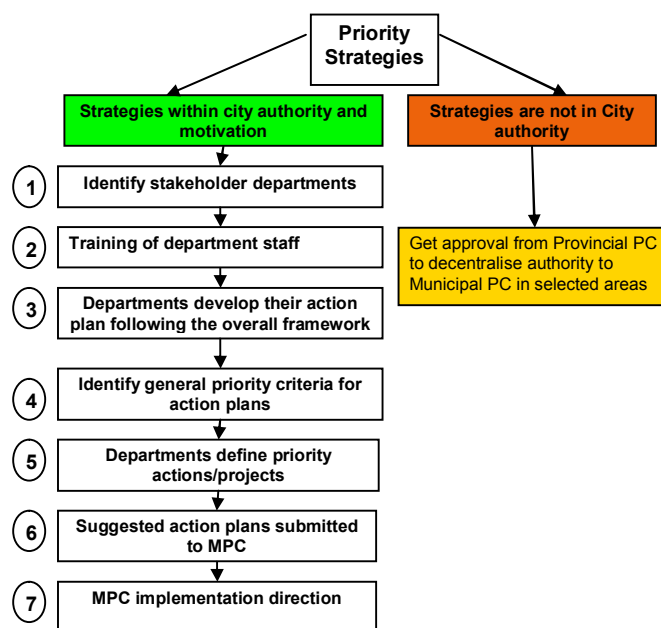 Priority
Strategies
Strategies within city authority and
motivation
Strategies are not in City
authority
1
Identify stakeholder departments
2
Training of department staff
Get approval from Provincial PC
to decentralise authority to
Municipal PC in selected areas
3
Departments develop their action
plan following the overall framework
4
Identify general priority criteria for
action plans
5
Departments define priority
actions/projects
6
Suggested action plans submitted
to MPC
7
MPC implementation direction